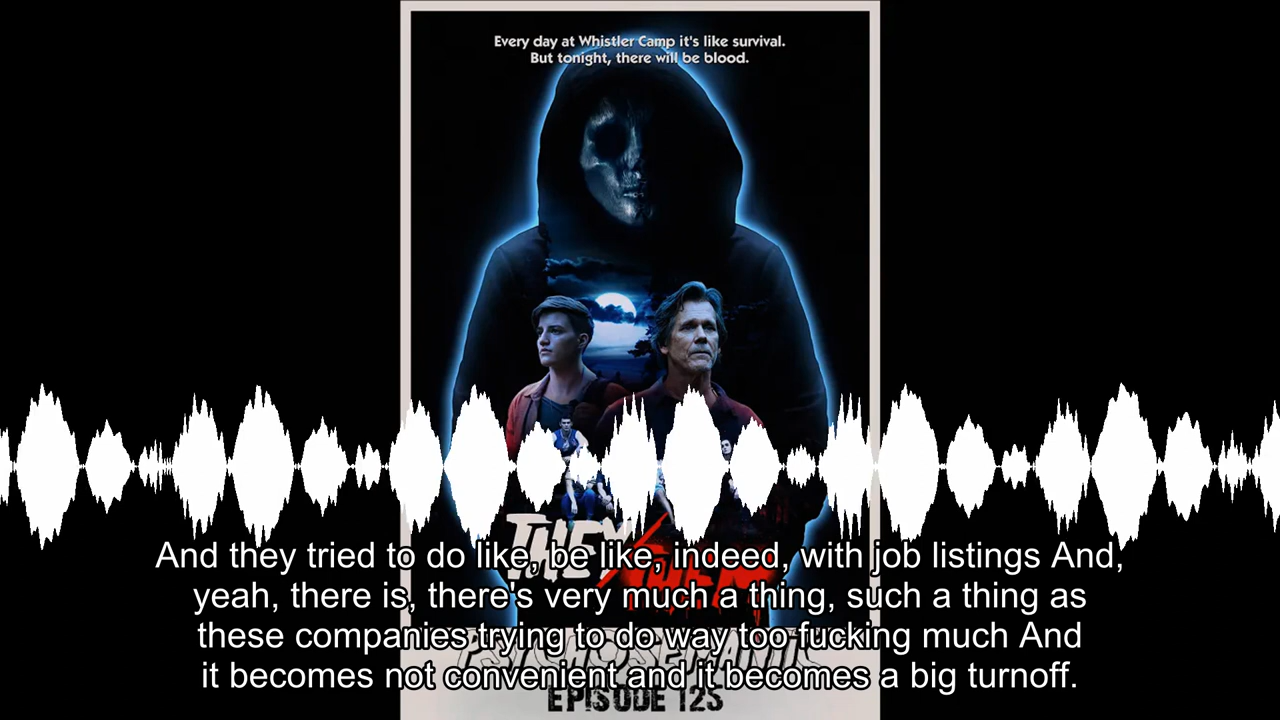 Every day at Whistler Camp it's like survival.
But tonight, there will be blood.
THEY/THEM
And they tried to do like, be like, indeed, with job listings And,
yeah, there is, there's very much a thing, such a thing as
these companies trying to do way too fucking much And
it becomes not convenient and it becomes a big turnoff.
PSYCHOSEMANTIC
EPISODE 125